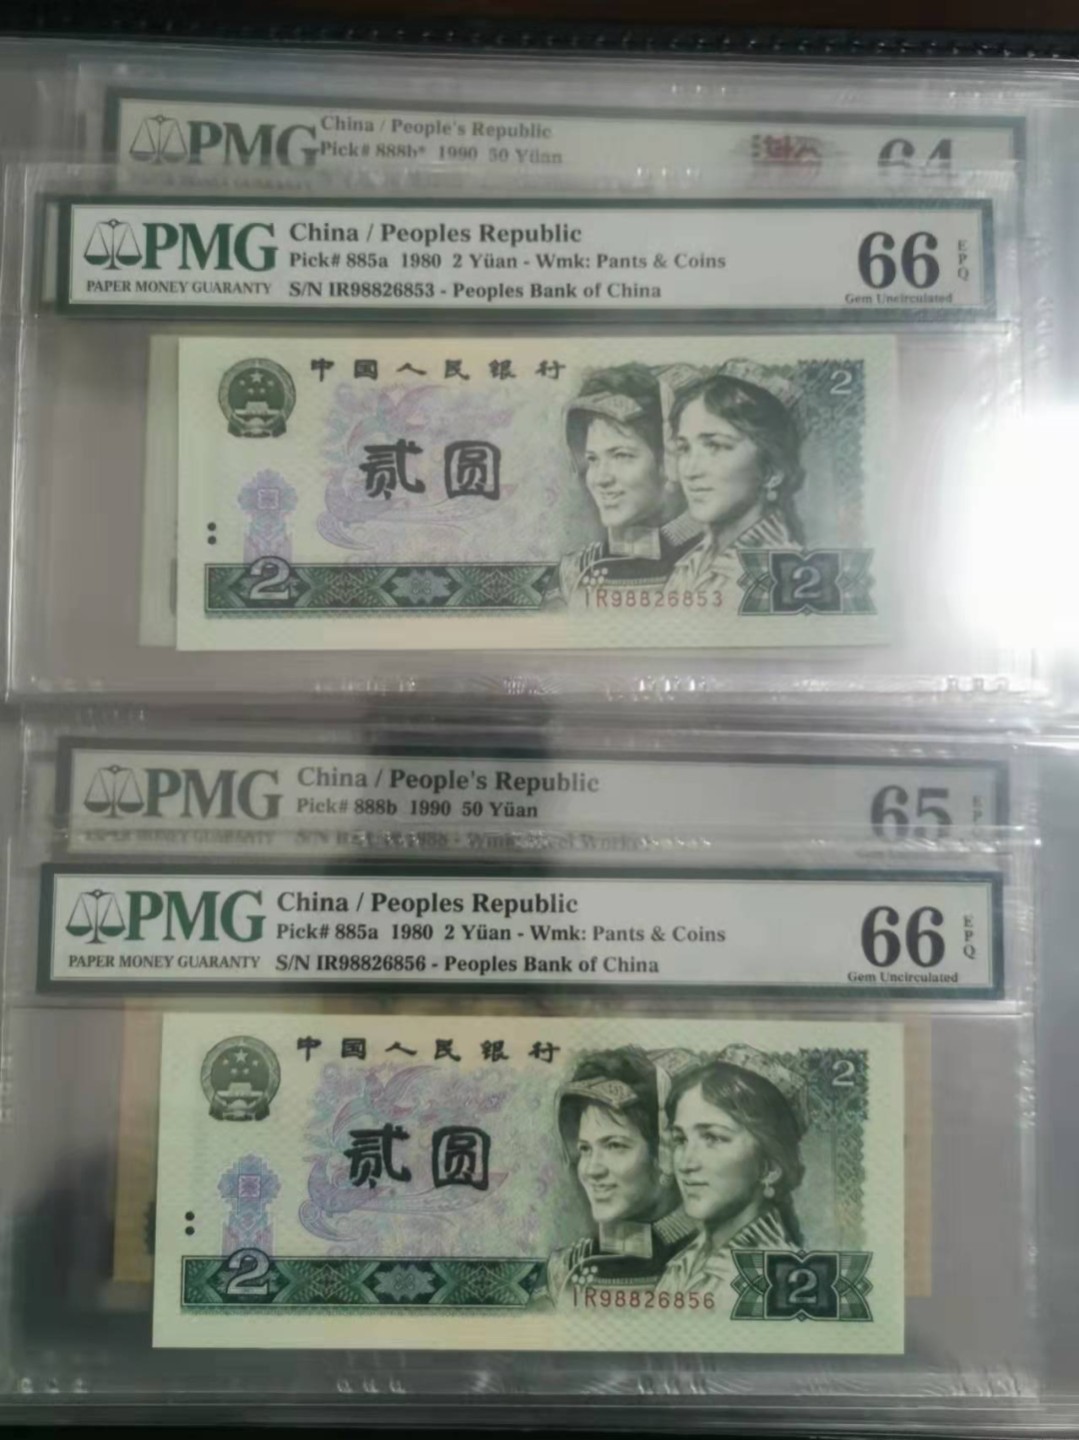 PMG
China / People's Republic
Pick# 888b* 1990 50 Yüan
64
PMG
PAPER MONEY GUARANTY
China / Peoples Republic
Pick# 885a 1980 2 Yüan - Wmk: Pants & Coins
S/N IR98826853 - Peoples Bank of China
66 EPQ
Gem Uncirculated
中国人民银行
2
贰圆
2
2
IR98826853
PMG
China / People's Republic
Pick# 888b 1990 50 Yüan
65
PMG
PAPER MONEY GUARANTY
China / Peoples Republic
Pick# 885a 1980 2 Yüan - Wmk: Pants & Coins
S/N IR98826856 - Peoples Bank of China
66 EPQ
Gem Uncirculated
中国人民银行
2
贰圆
2
2
IR98826856